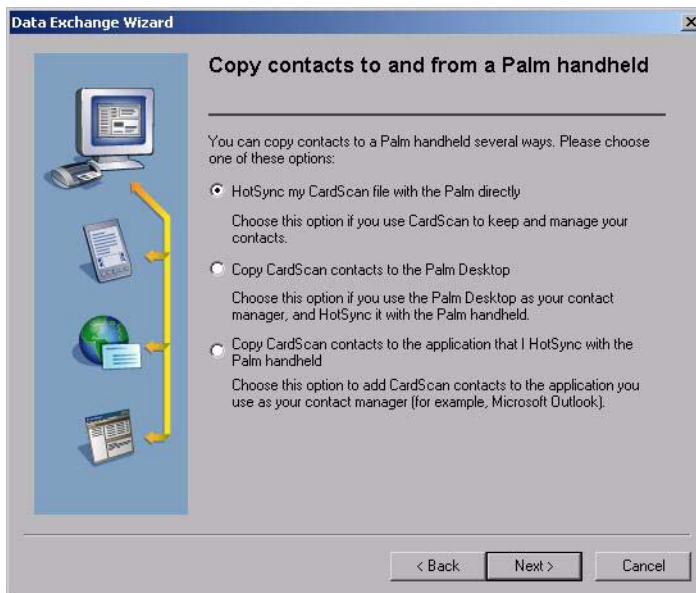 Data Exchange Wizard
Copy contacts to and from a Palm handheld
You can copy contacts to a Palm handheld several ways. Please choose
one of these options:
HotSync my CardScan file with the Palm directly
Choose this option if you use CardScan to keep and manage your
contacts.
Copy CardScan contacts to the Palm Desktop
Choose this option if you use the Palm Desktop as your contact
manager, and HotSync it with the Palm handheld.
Copy CardScan contacts to the application that I HotSync with the
Palm handheld
Choose this option to add CardScan contacts to the application you
use as your contact manager (for example, Microsoft Outlook).
< Back
Next >
Cancel